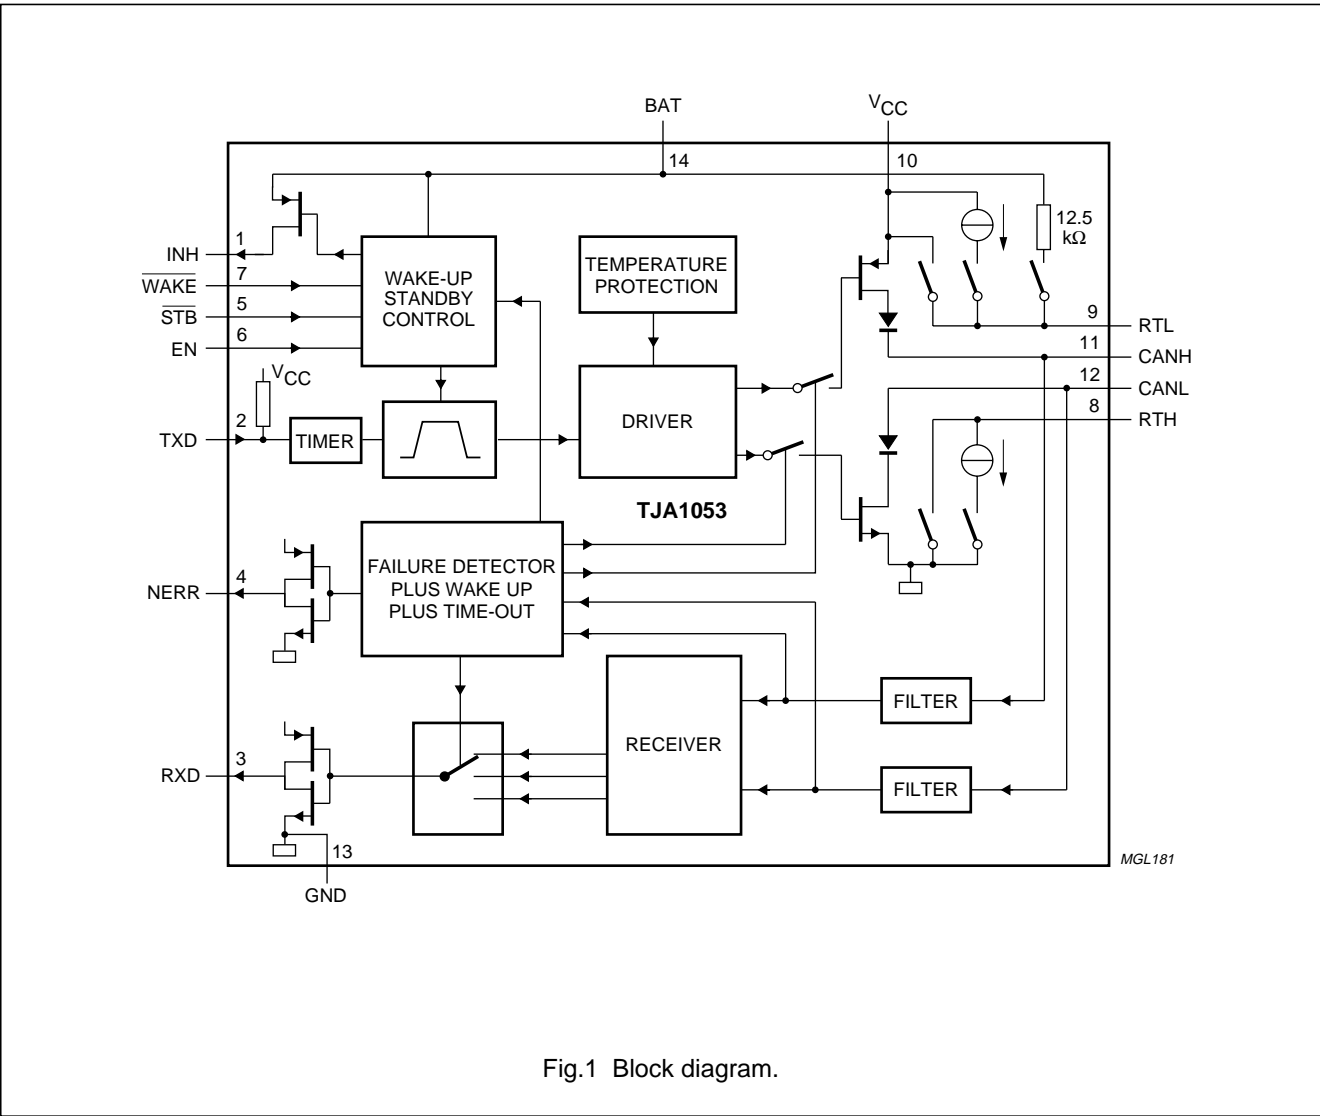 BAT
VCC
14
10
1
INH
7
WAKE
5
STB
6
EN
WAKE-UP
STANDBY
CONTROL
TEMPERATURE
PROTECTION
12.5
kΩ
9
RTL
11
CANH
12
CANL
8
RTH
VCC
2
TXD
TIMER
DRIVER
TJA1053
FAILURE DETECTOR
PLUS WAKE UP
PLUS TIME-OUT
4
NERR
FILTER
RECEIVER
3
RXD
FILTER
13
GND
MGL181
Fig.1 Block diagram.